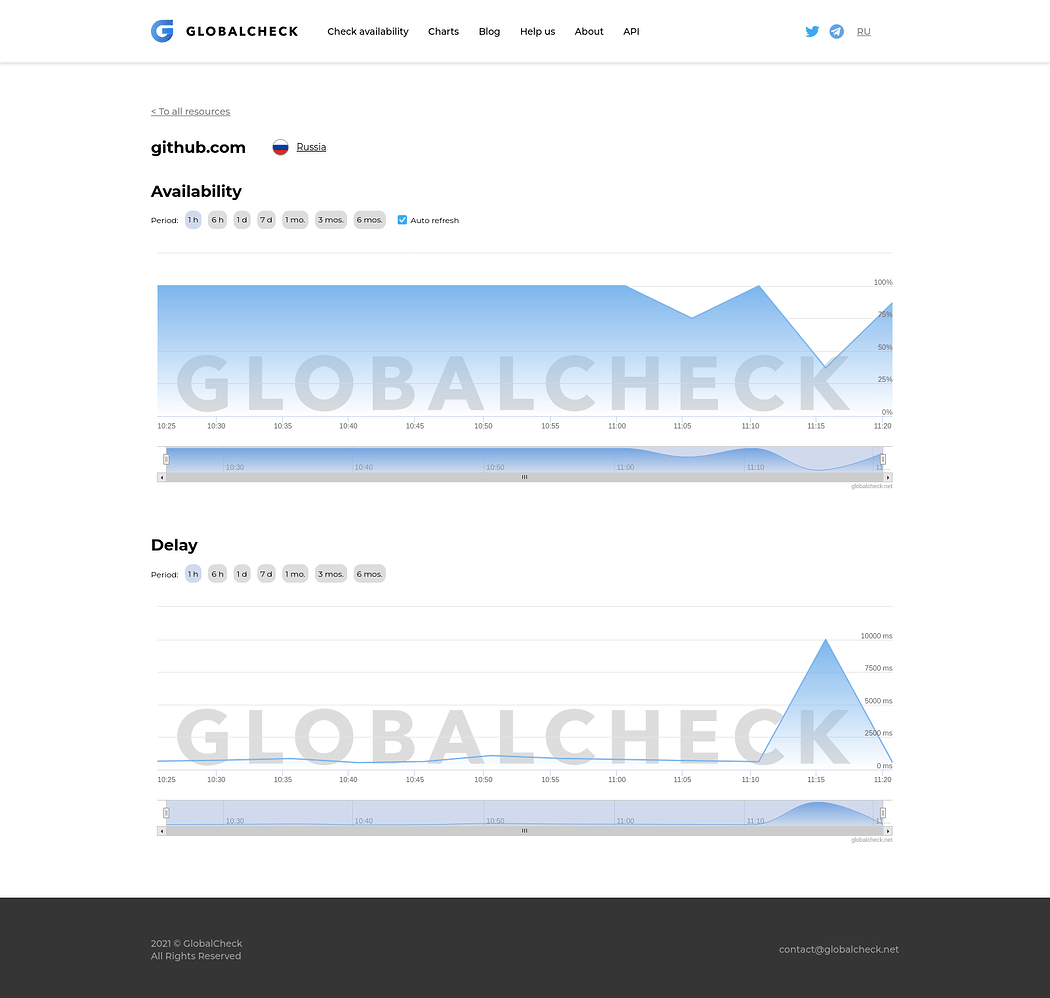 GLOBALCHECK Check availability Charts Blog Help us About API RU
< To all resources
github.com Russia
Availability
Period: 1 h 6 h 1 d 7 d 1 mo. 3 mos. 6 mos. Auto refresh
100%
75%
50%
25%
0%
GLOBALCHECK
10:25 10:30 10:35 10:40 10:45 10:50 10:55 11:00 11:05 11:10 11:15 11:20
10:30 10:40 10:50 11:00 11:10
globalcheck.net
Delay
Period: 1 h 6 h 1 d 7 d 1 mo. 3 mos. 6 mos.
10000 ms
7500 ms
5000 ms
2500 ms
0 ms
GLOBALCHECK
10:25 10:30 10:35 10:40 10:45 10:50 10:55 11:00 11:05 11:10 11:15 11:20
10:30 10:40 10:50 11:00 11:10
globalcheck.net
2021 © GlobalCheck
All Rights Reserved
contact@globalcheck.net